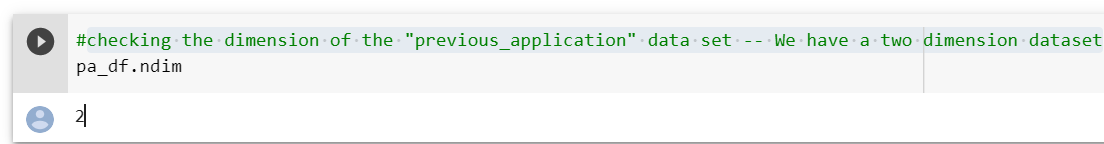 #checking the dimension of the "previous_application" data set -- We have a two dimension dataset
pa_df.ndim
2